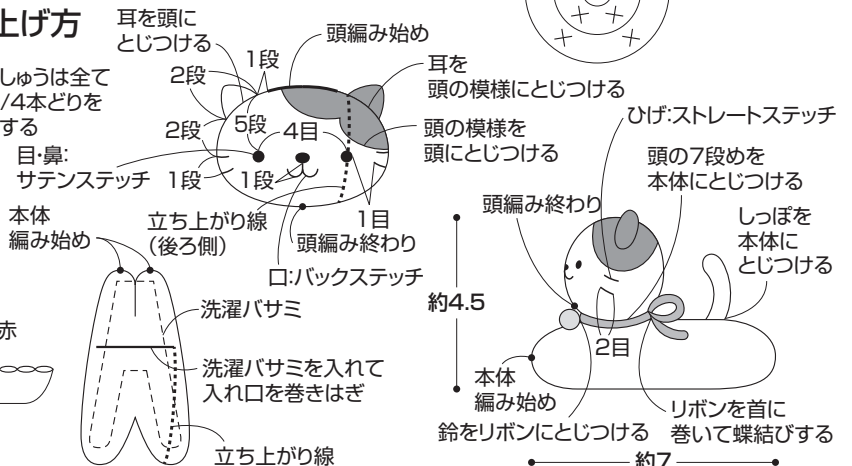 上げ方
しゅうは全て
/4本どりを
する
耳を頭に
とじつける
1段
2段
頭編み始め
耳を
頭の模様にとじつける
2段
5段
4目
頭の模様を
頭にとじつける
目・鼻:
サテンステッチ
1段
1段
立ち上がり線
(後ろ側)
1目
頭編み終わり
口:バックステッチ
本体
編み始め
洗濯バサミ
洗濯バサミを入れて
入れ口を巻きはぎ
立ち上がり線
赤
ひげ:ストレートステッチ
頭の7段めを
本体にとじつける
頭編み終わり
しっぽを
本体に
とじつける
約4.5
2目
本体
編み始め
鈴をリボンにとじつける
リボンを首に
巻いて蝶結びする
約7